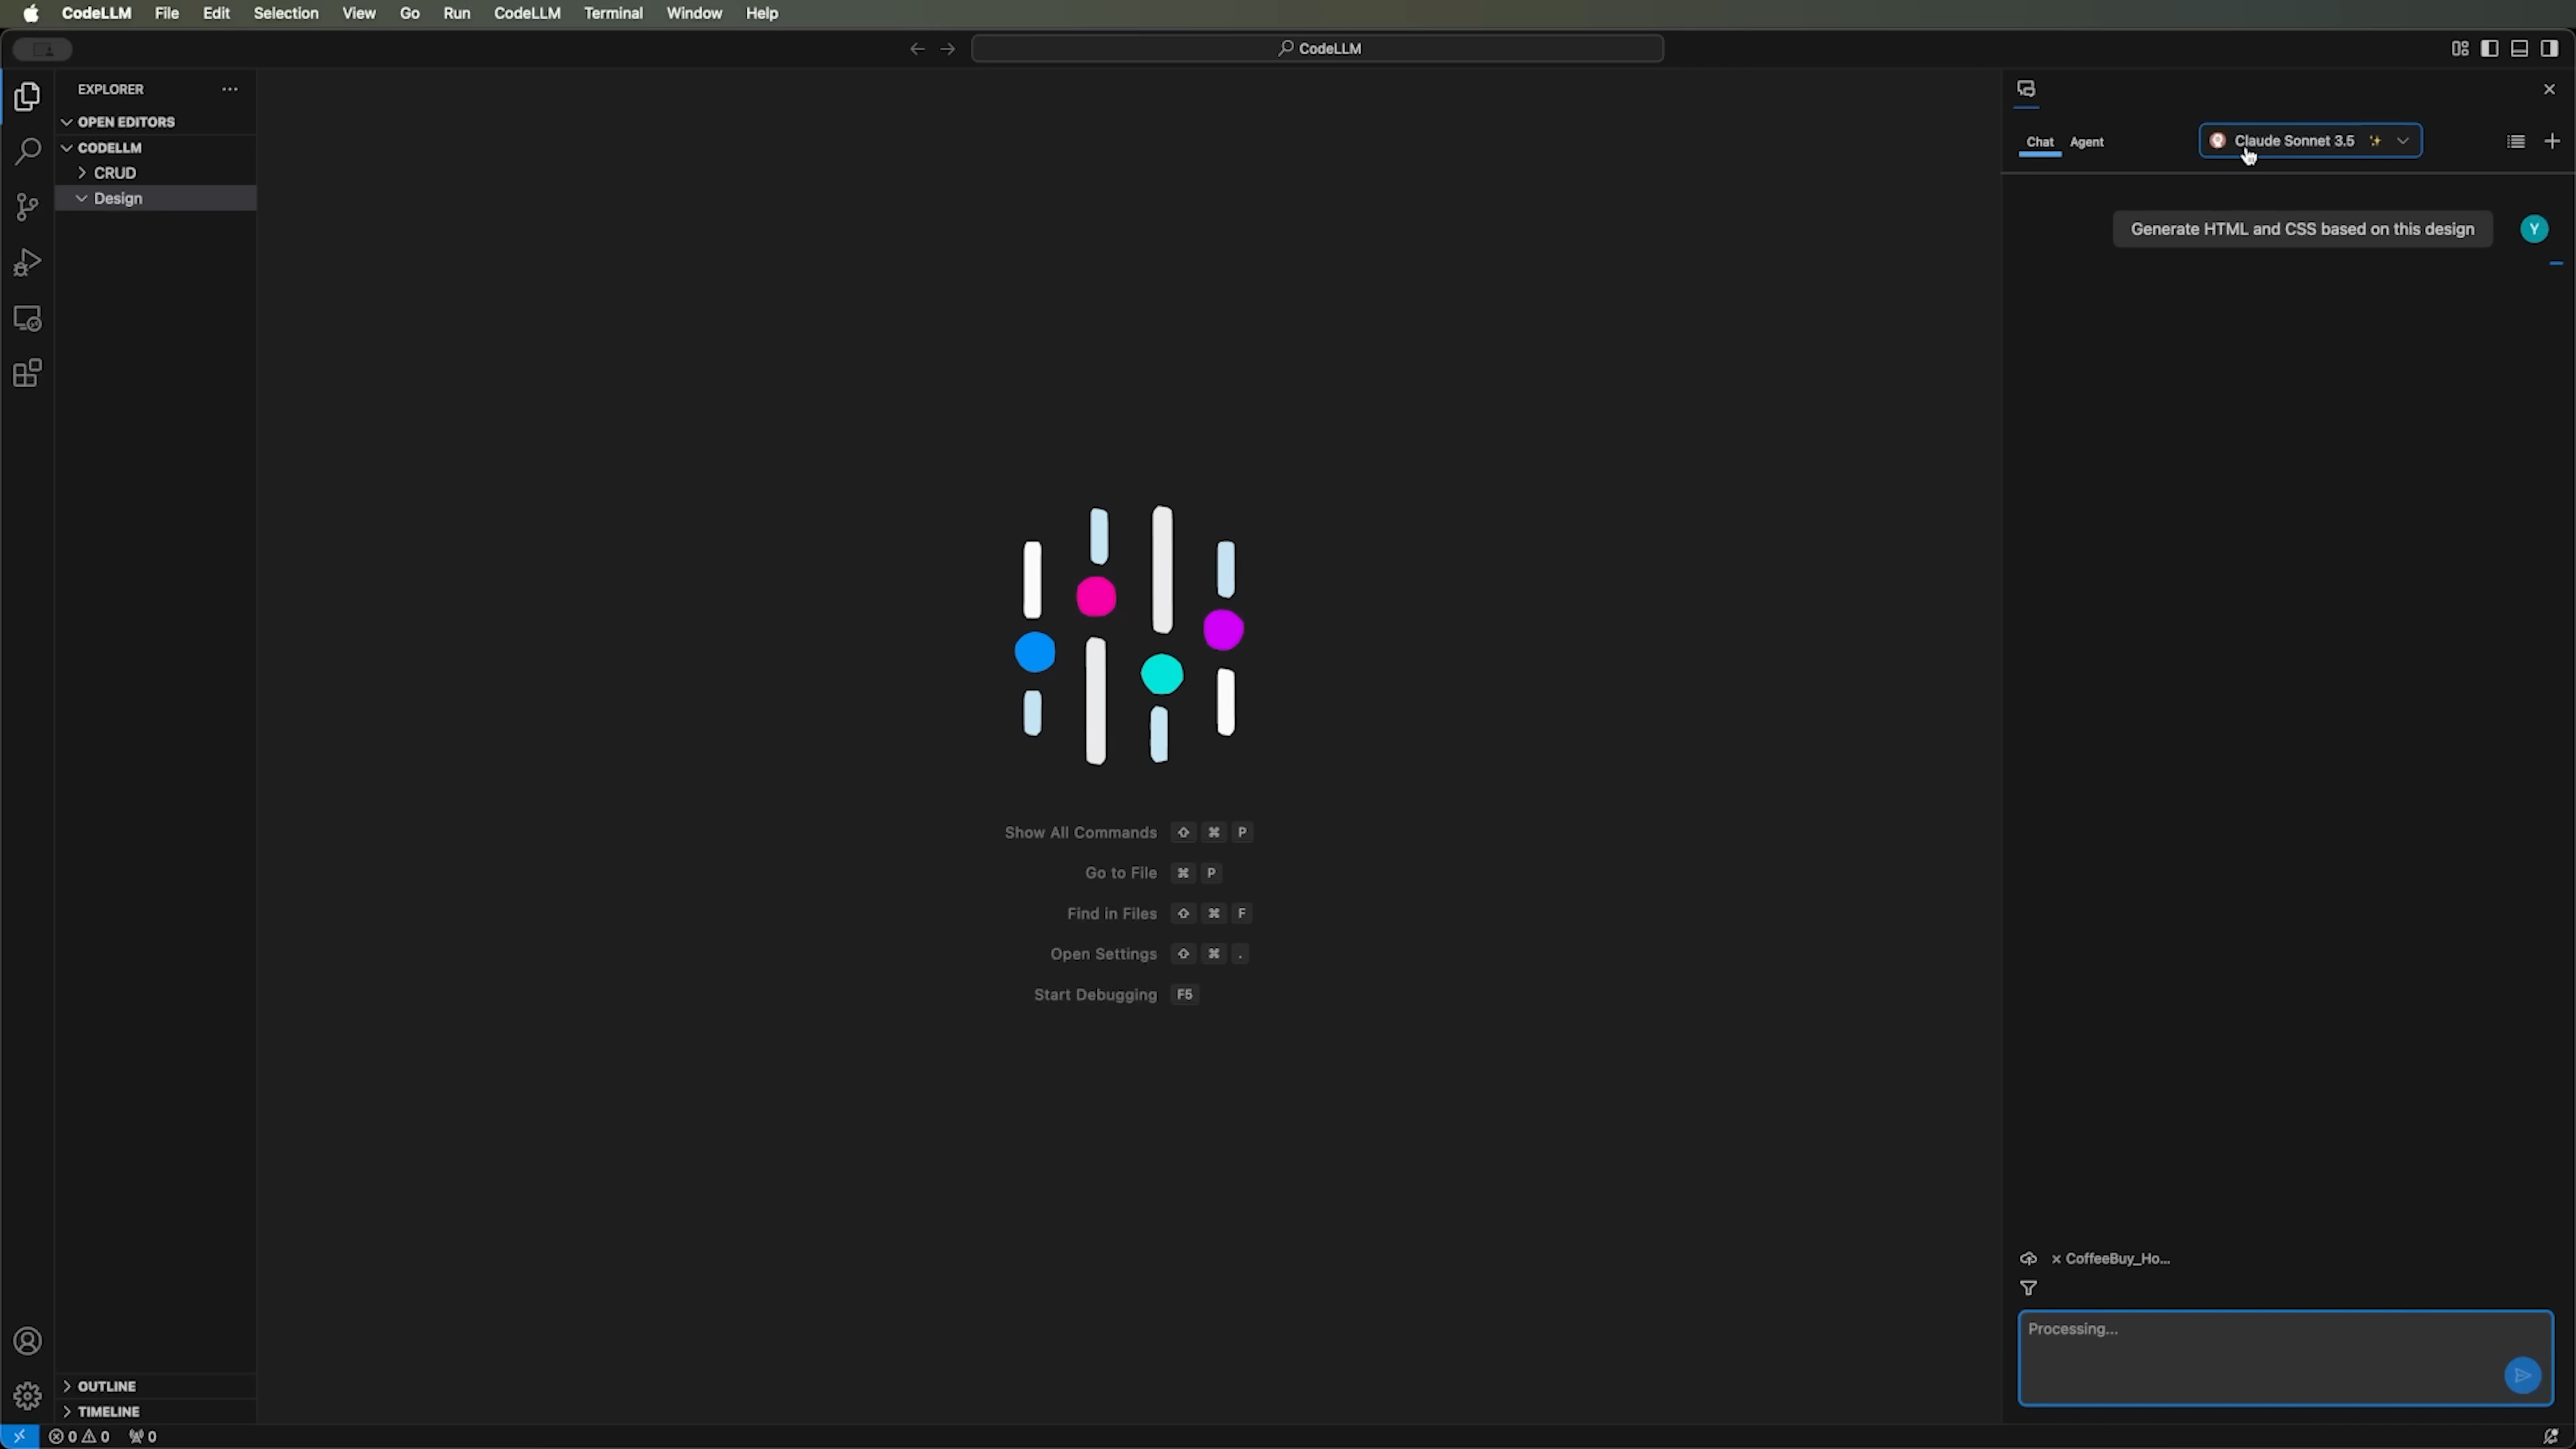 CodeLLM File Edit Selection View Go Run CodeLLM Terminal Window Help
CodeLLM
EXPLORER
OPEN EDITORS
CODELLM
CRUD
Design
OUTLINE
TIMELINE
Show All Commands ⇧ ⌘ P
Go to File ⌘ P
Find in Files ⇧ ⌘ F
Open Settings ⇧ ⌘ .
Start Debugging F5
Chat Agent Claude Sonnet 3.5
Generate HTML and CSS based on this design Y
CoffeeBuy_Ho...
Processing...
0 0 0